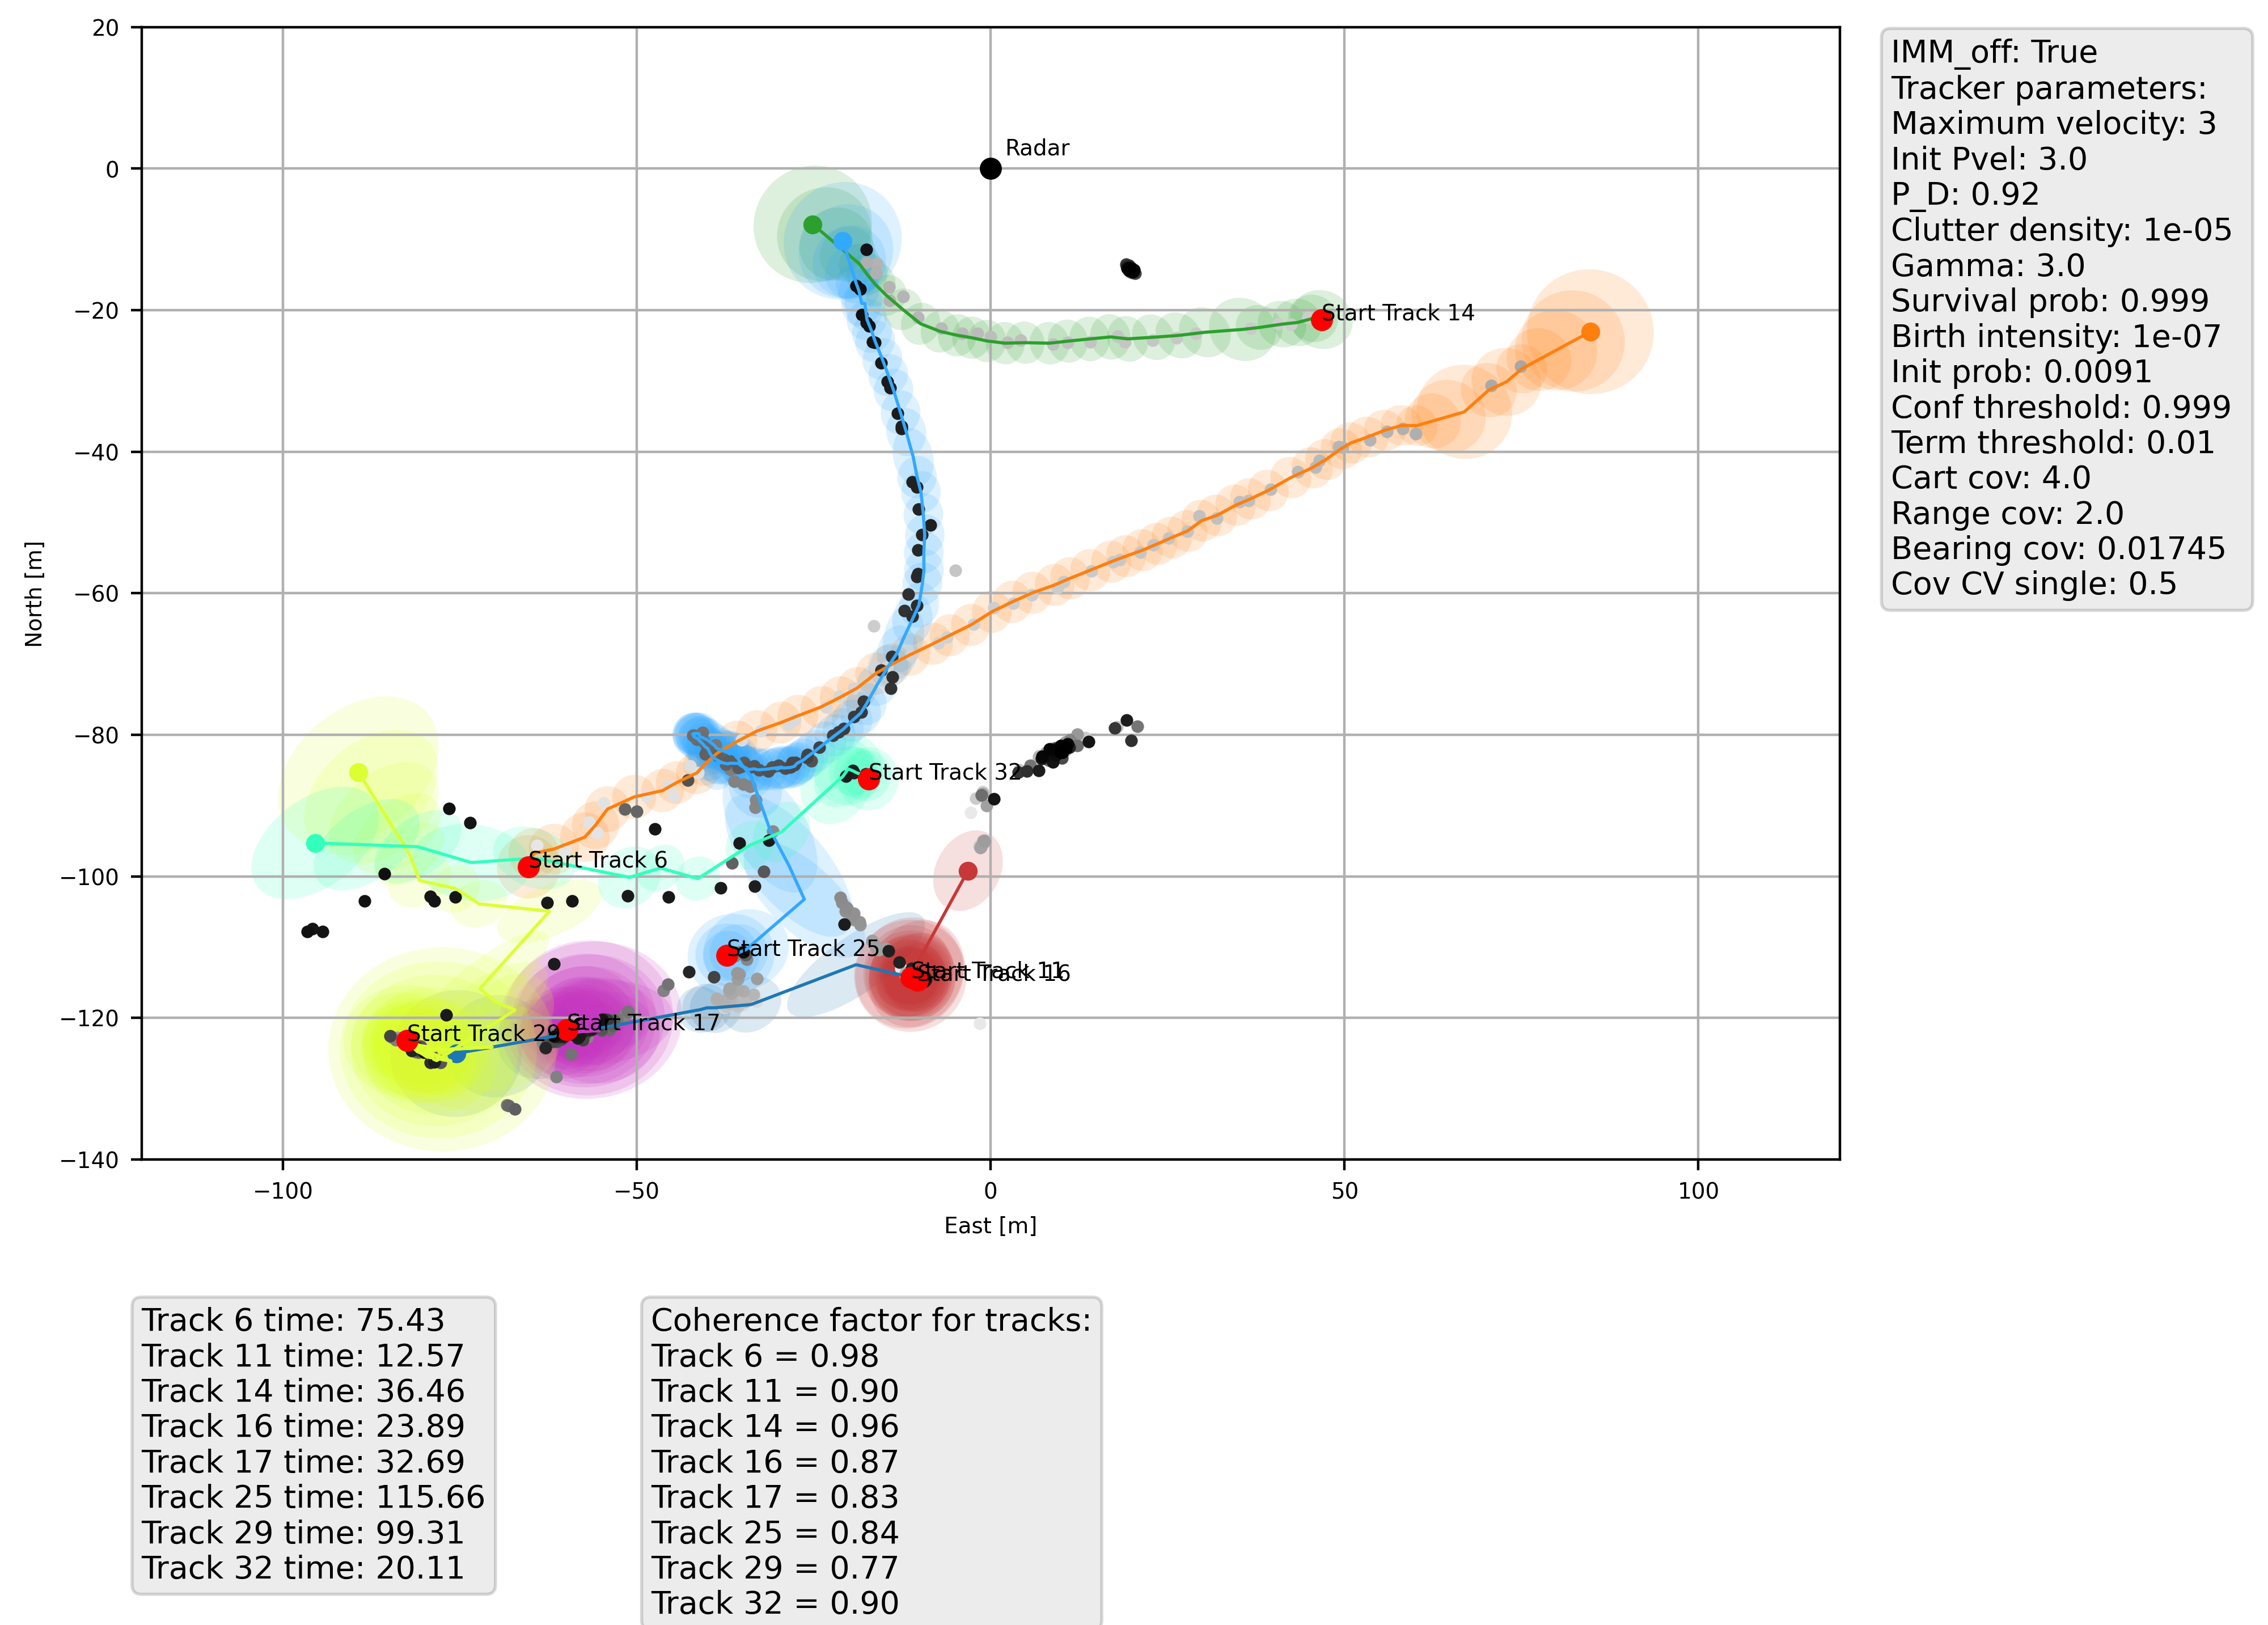 20
0
−20
−40
−60
−80
−100
−120
−140
−100
−50
0
50
100
North [m]
East [m]
Radar
Start Track 14
Start Track 32
Start Track 6
Start Track 25
Start Track 11
Start Track 16
Start Track 17
Start Track 29
IMM_off: True
Tracker parameters:
Maximum velocity: 3
Init Pvel: 3.0
P_D: 0.92
Clutter density: 1e-05
Gamma: 3.0
Survival prob: 0.999
Birth intensity: 1e-07
Init prob: 0.0091
Conf threshold: 0.999
Term threshold: 0.01
Cart cov: 4.0
Range cov: 2.0
Bearing cov: 0.01745
Cov CV single: 0.5
Track 6 time: 75.43
Track 11 time: 12.57
Track 14 time: 36.46
Track 16 time: 23.89
Track 17 time: 32.69
Track 25 time: 115.66
Track 29 time: 99.31
Track 32 time: 20.11
Coherence factor for tracks:
Track 6 = 0.98
Track 11 = 0.90
Track 14 = 0.96
Track 16 = 0.87
Track 17 = 0.83
Track 25 = 0.84
Track 29 = 0.77
Track 32 = 0.90